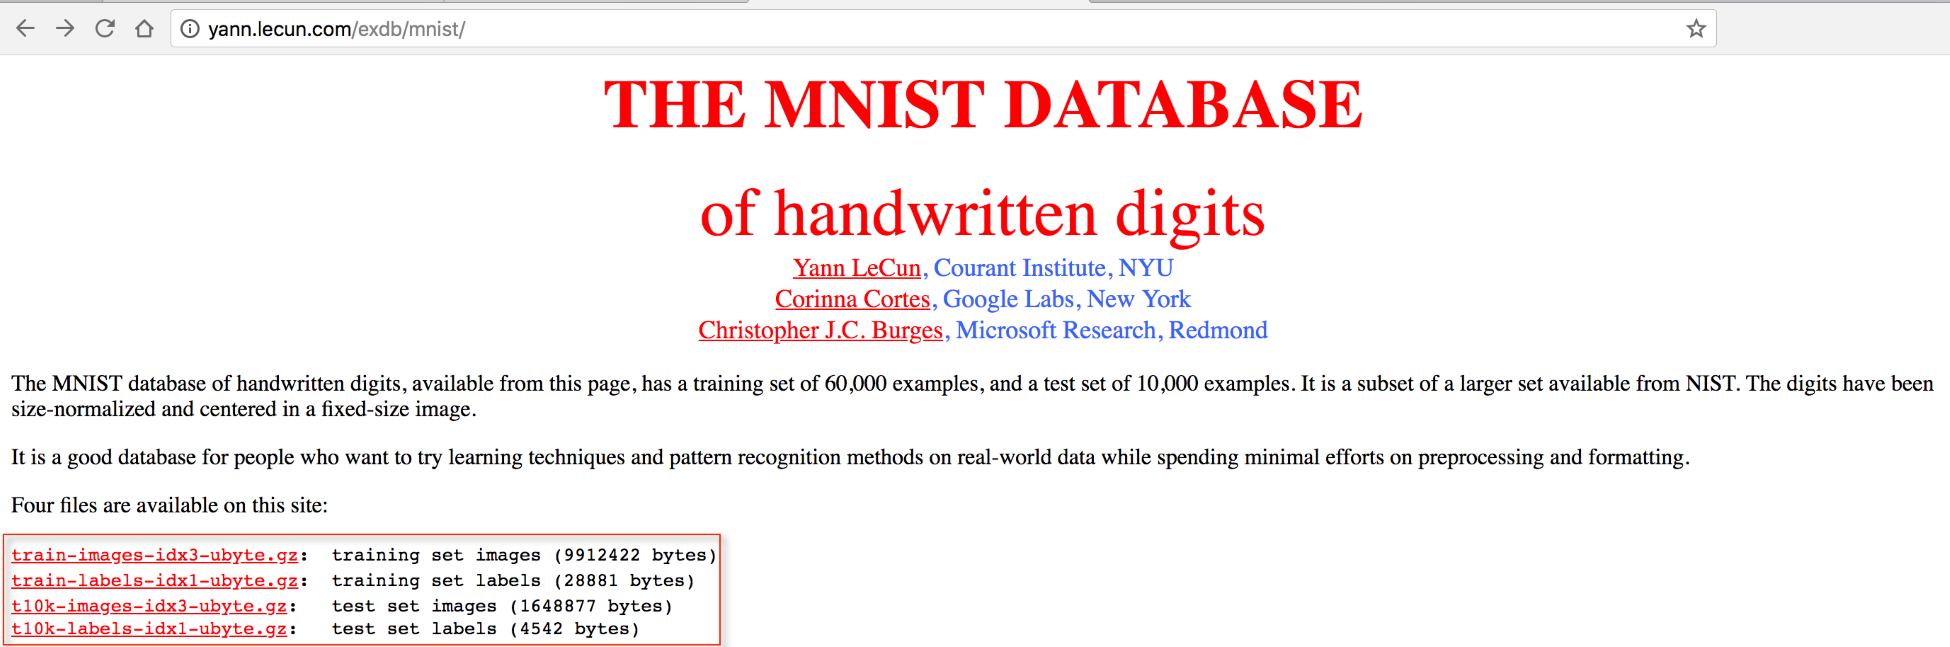 yann.lecun.com/exdb/mnist/
THE MNIST DATABASE
of handwritten digits
Yann LeCun, Courant Institute, NYU
Corinna Cortes, Google Labs, New York
Christopher J.C. Burges, Microsoft Research, Redmond
The MNIST database of handwritten digits, available from this page, has a training set of 60,000 examples, and a test set of 10,000 examples. It is a subset of a larger set available from NIST. The digits have been
size-normalized and centered in a fixed-size image.
It is a good database for people who want to try learning techniques and pattern recognition methods on real-world data while spending minimal efforts on preprocessing and formatting.
Four files are available on this site:
train-images-idx3-ubyte.gz: training set images (9912422 bytes)
train-labels-idx1-ubyte.gz: training set labels (28881 bytes)
t10k-images-idx3-ubyte.gz: test set images (1648877 bytes)
t10k-labels-idx1-ubyte.gz: test set labels (4542 bytes)